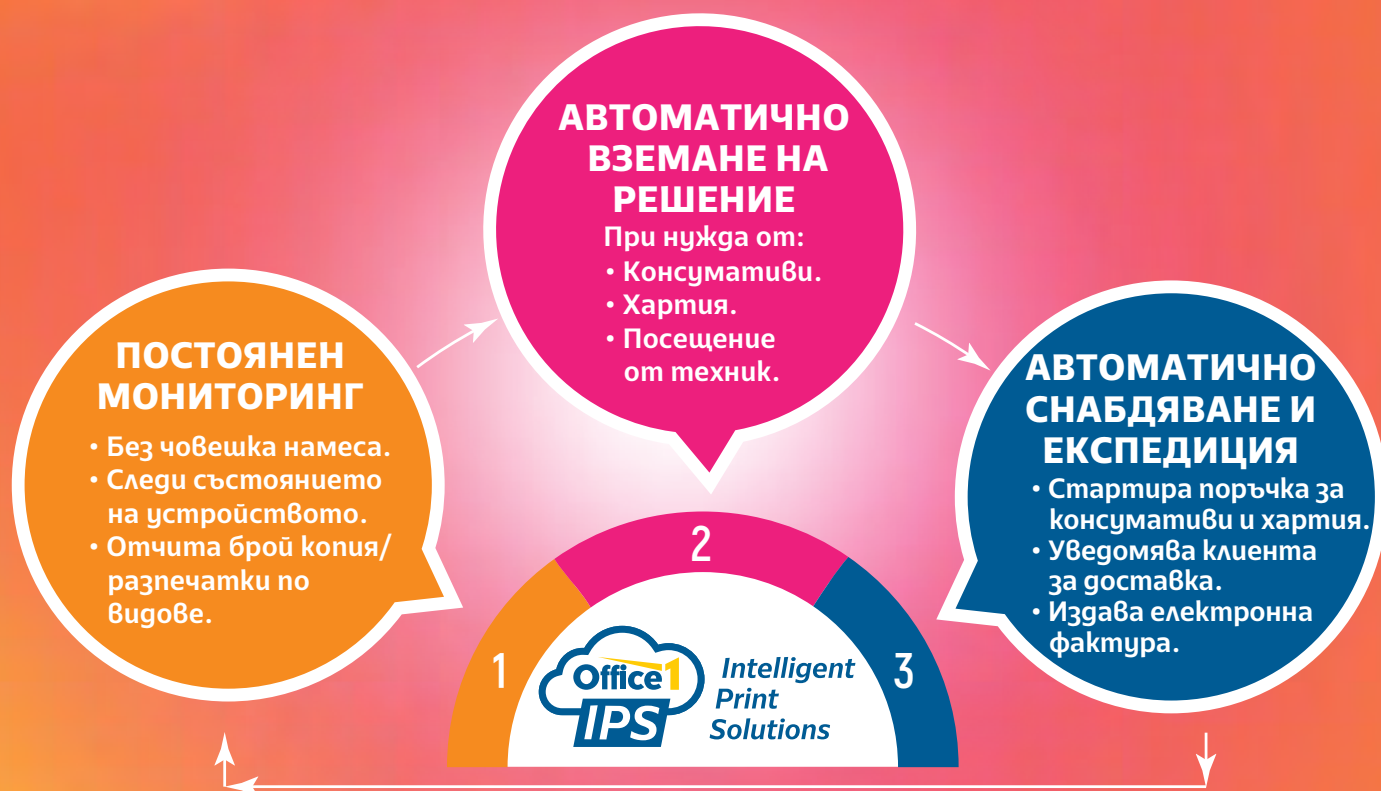 АВТОМАТИЧНО
ВЗЕМАНЕ НА
РЕШЕНИЕ
При нужда от:
• Консумативи.
• Хартия.
• Посещение
от техник.
ПОСТОЯНЕН
МОНИТОРИНГ
• Без човешка намеса.
• Следи състоянието
на устройството.
• Отчита брой копия/
разпечатки по
видове.
АВТОМАТИЧНО
СНАБДЯВАНЕ И
ЕКСПЕДИЦИЯ
• Стартира поръчка за
консумативи и хартия.
• Уведомява клиента
за доставка.
• Издава електронна
фактура.
1
2
3
Office1
IPS
Intelligent
Print
Solutions